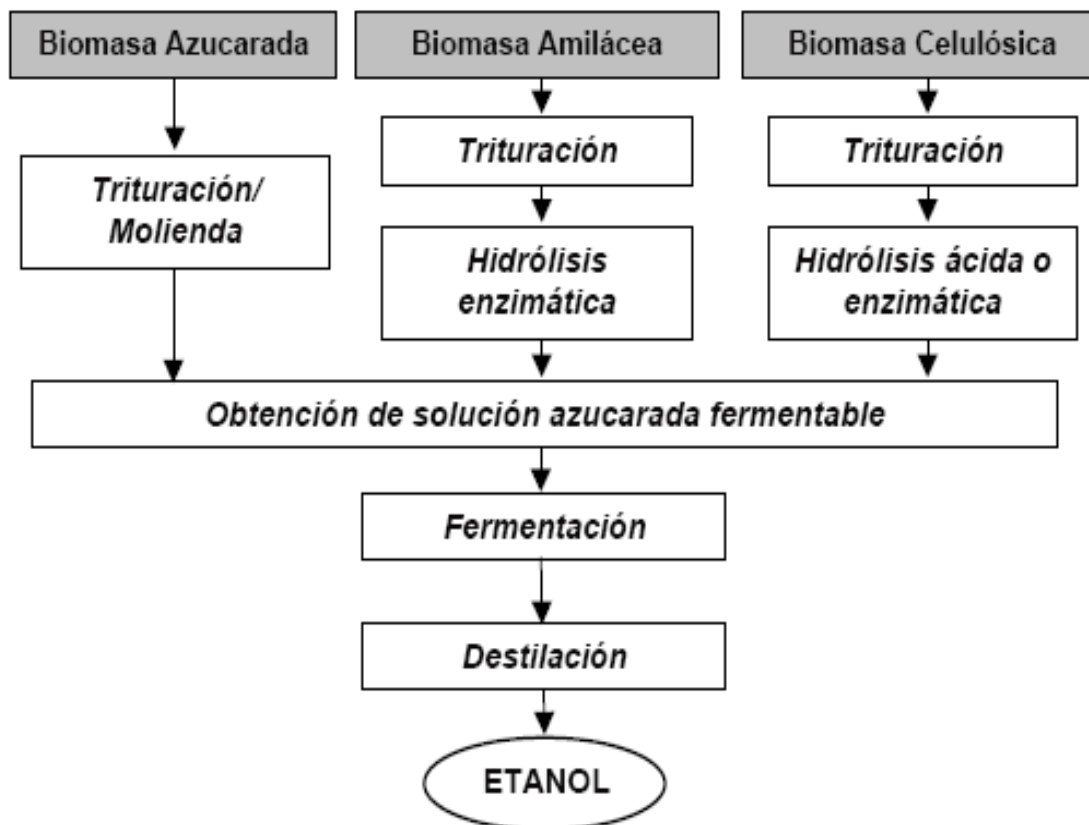 Biomasa Azucarada
Biomasa Amilácea
Biomasa Celulósica
Trituración/
Molienda
Trituración
Trituración
Hidrólisis
enzimática
Hidrólisis ácida o
enzimática
Obtención de solución azucarada fermentable
Fermentación
Destilación
ETANOL